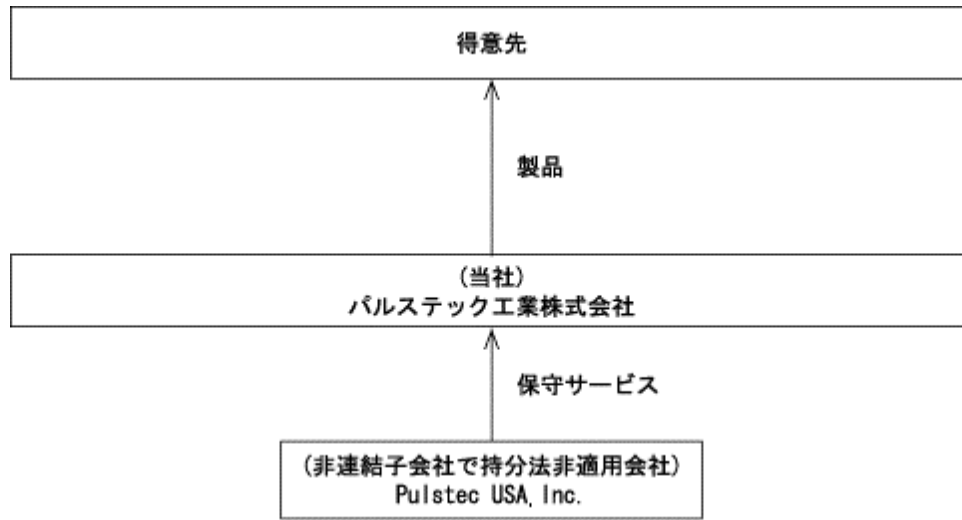 得意先
製品
(当社)
パルステック工業株式会社
保守サービス
(非連結子会社で持分法非適用会社)
Pulstec USA, Inc.